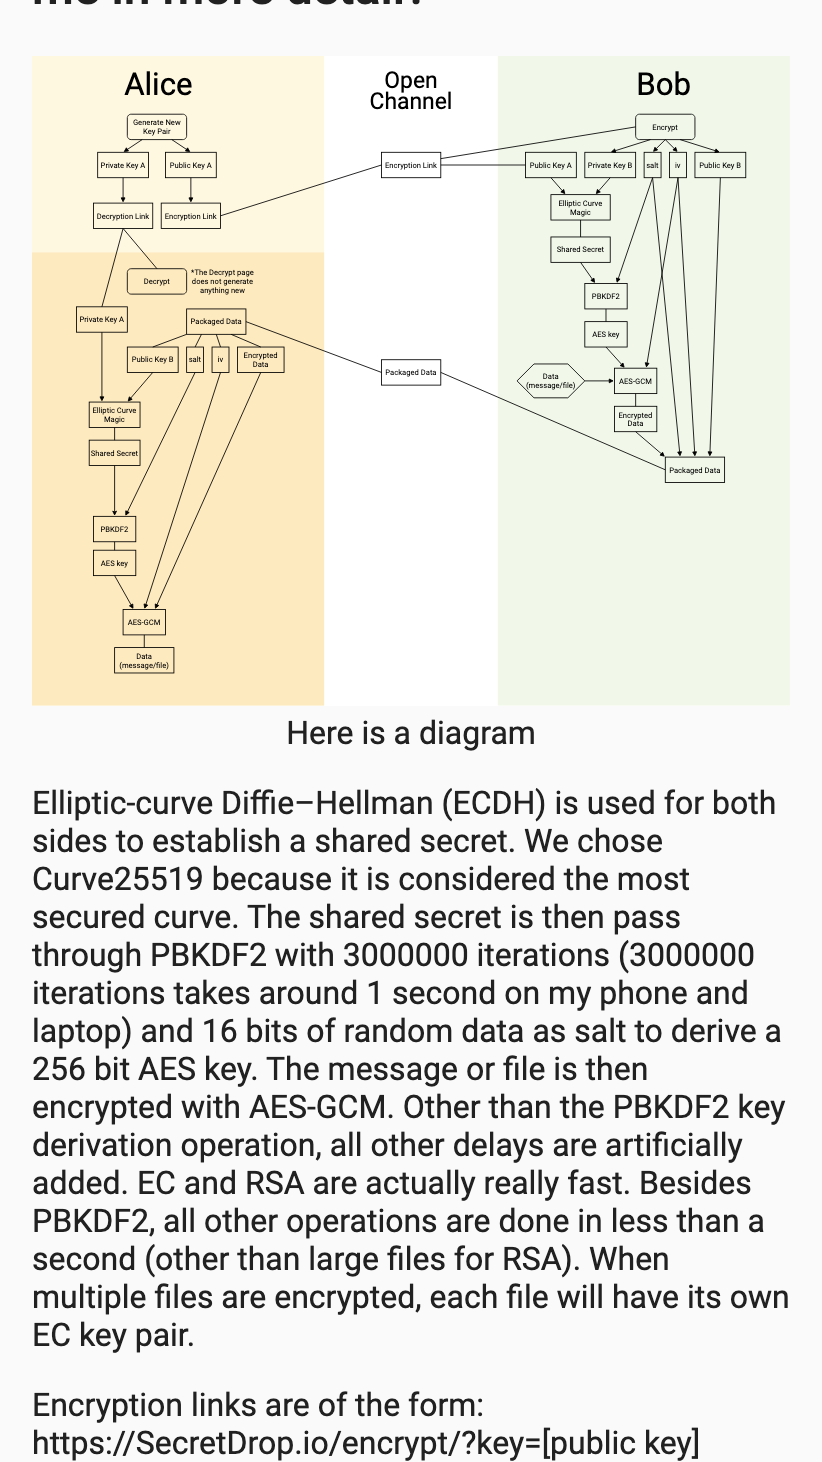 Alice
Open
Channel
Bob
Generate New
Key Pair
Private Key A
Public Key A
Decryption Link
Encryption Link
Decrypt
*The Decrypt page
does not generate
anything new
Private Key A
Packaged Data
Public Key B
salt
iv
Encrypted
Data
Elliptic Curve
Magic
Shared Secret
PBKDF2
AES key
AES-GCM
Data
(message/file)
Encryption Link
Packaged Data
Encrypt
Public Key A
Private Key B
salt
iv
Public Key B
Elliptic Curve
Magic
Shared Secret
PBKDF2
AES key
Data
(message/file)
AES-GCM
Encrypted
Data
Packaged Data
Here is a diagram
Elliptic-curve Diffie–Hellman (ECDH) is used for both
sides to establish a shared secret. We chose
Curve25519 because it is considered the most
secured curve. The shared secret is then pass
through PBKDF2 with 3000000 iterations (3000000
iterations takes around 1 second on my phone and
laptop) and 16 bits of random data as salt to derive a
256 bit AES key. The message or file is then
encrypted with AES-GCM. Other than the PBKDF2 key
derivation operation, all other delays are artificially
added. EC and RSA are actually really fast. Besides
PBKDF2, all other operations are done in less than a
second (other than large files for RSA). When
multiple files are encrypted, each file will have its own
EC key pair.
Encryption links are of the form:
https://SecretDrop.io/encrypt/?key=[public key]